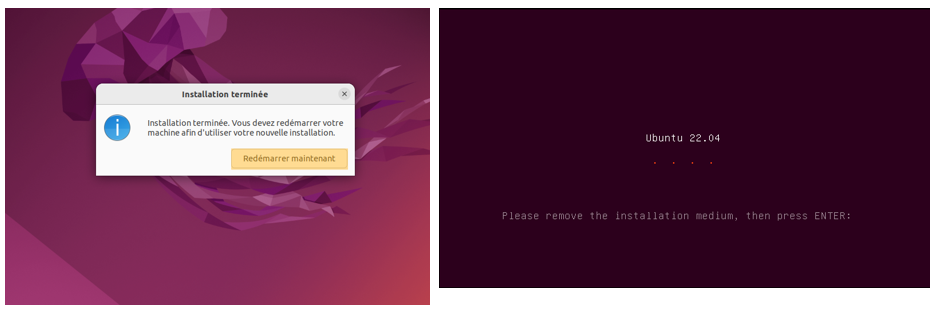 Installation terminée
Installation terminée. Vous devez redémarrer votre
machine afin d'utiliser votre nouvelle installation.
Redémarrer maintenant
Ubuntu 22.04
Please remove the installation medium, then press ENTER: